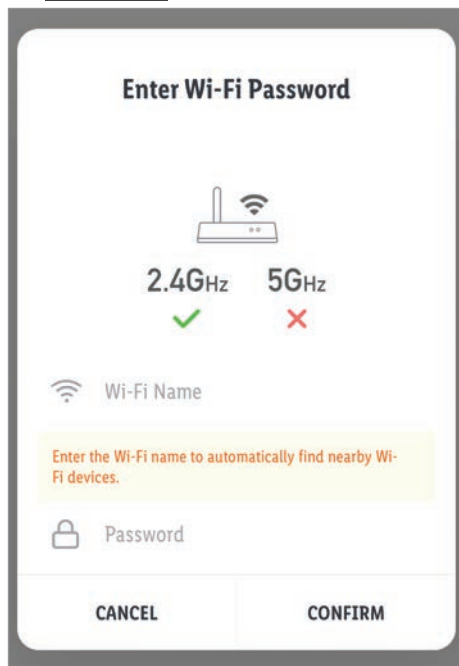 Enter Wi-Fi Password
2.4GHz 5GHz
Wi-Fi Name
Enter the Wi-Fi name to automatically find nearby Wi-
Fi devices.
Password
CANCEL CONFIRM